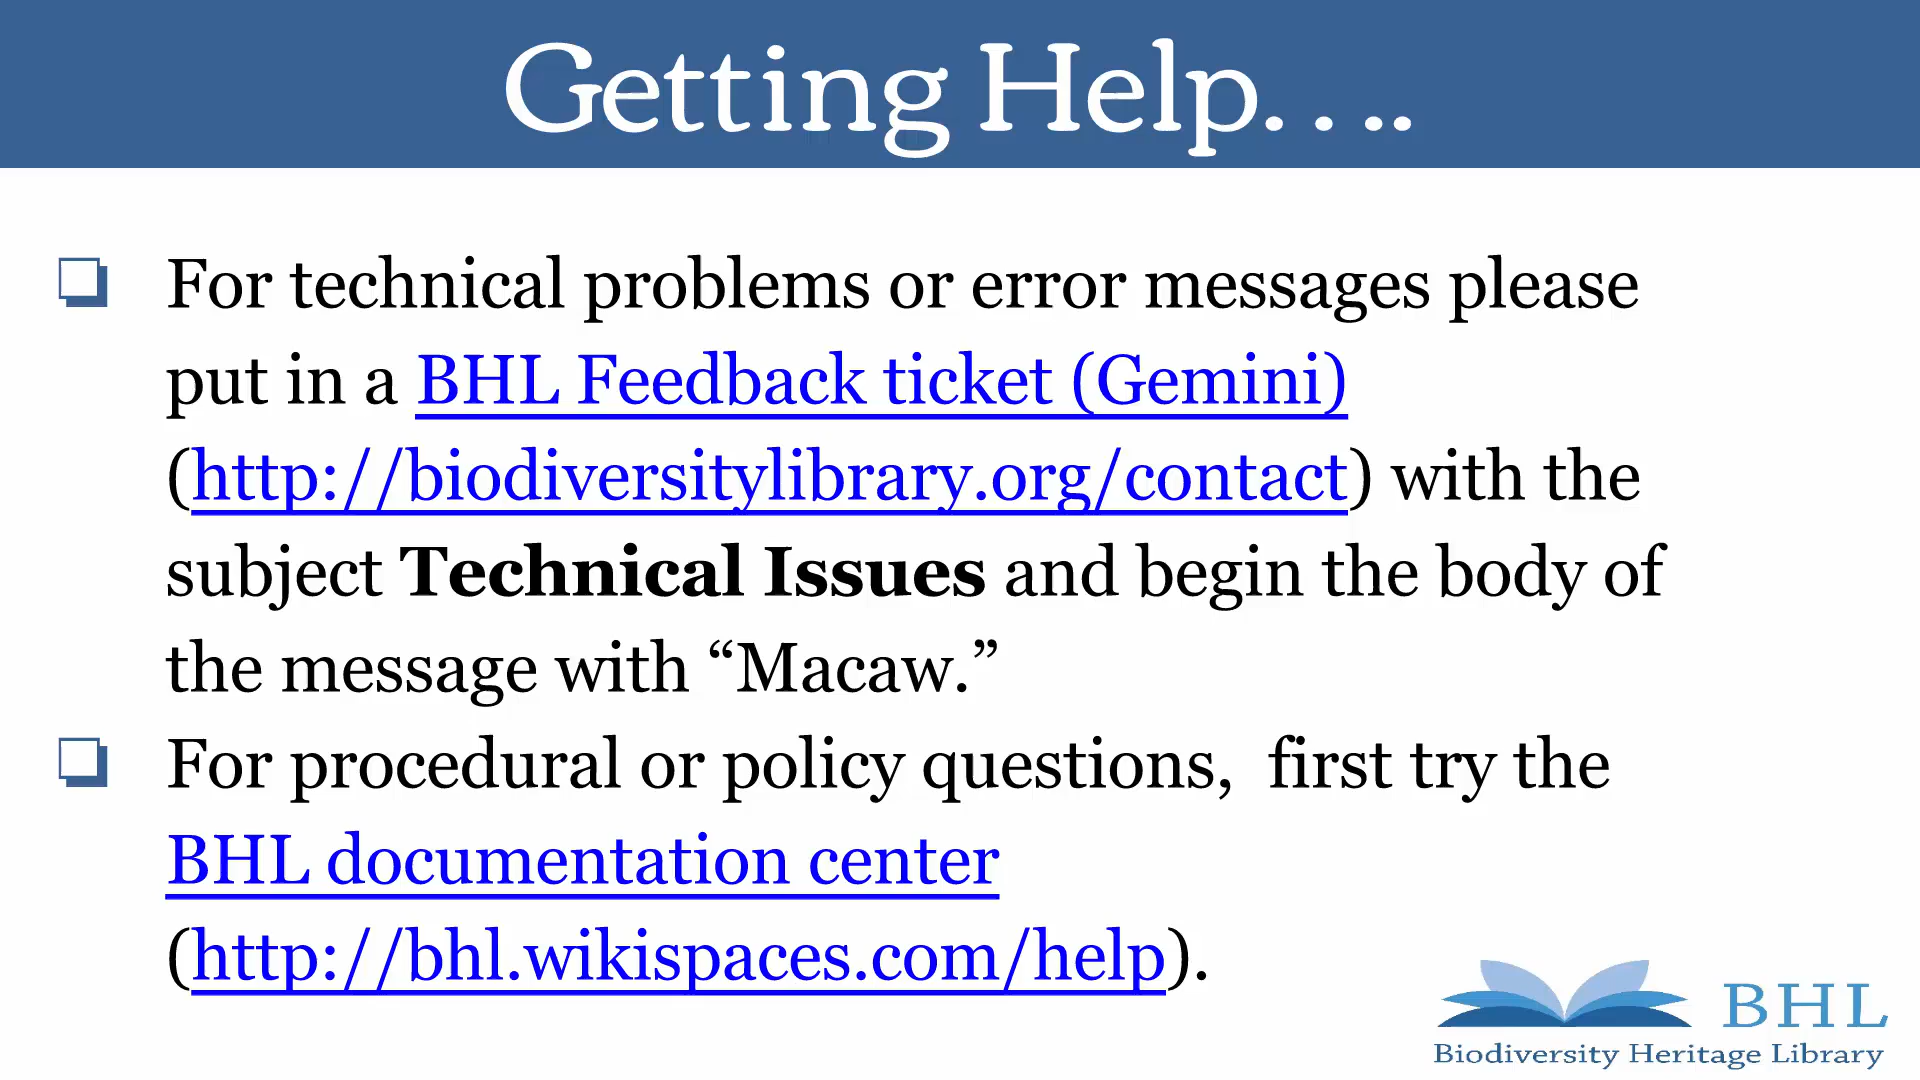 Getting Help….
❏ For technical problems or error messages please
put in a BHL Feedback ticket (Gemini)
(http://biodiversitylibrary.org/contact) with the
subject Technical Issues and begin the body of
the message with “Macaw.”
❏ For procedural or policy questions,  first try the
BHL documentation center
(http://bhl.wikispaces.com/help).
BHL
Biodiversity Heritage Library